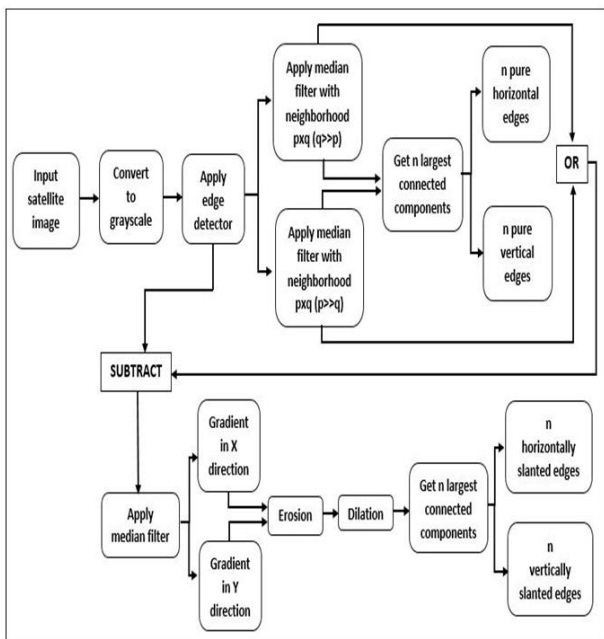 Input
satellite
image
Convert
to
grayscale
Apply
edge
detector
Apply median
filter with
neighborhood
pxq (q>>p)
Apply median
filter with
neighborhood
pxq (p>>q)
Get n largest
connected
components
n pure
horizontal
edges
n pure
vertical
edges
OR
SUBTRACT
Apply
median filter
Gradient
in X
direction
Gradient
in Y
direction
Erosion
Dilation
Get n largest
connected
components
n
horizontally
slanted edges
n
vertically
slanted edges